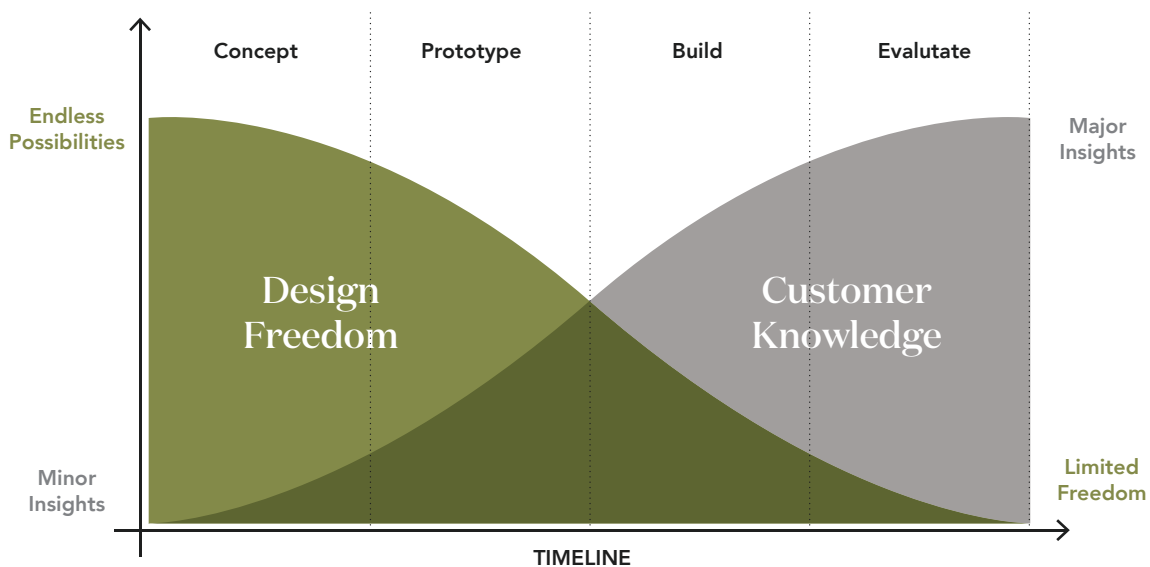 Concept
Prototype
Build
Evalutate
Endless
Possibilities
Major
Insights
Design
Freedom
Customer
Knowledge
Minor
Insights
Limited
Freedom
TIMELINE